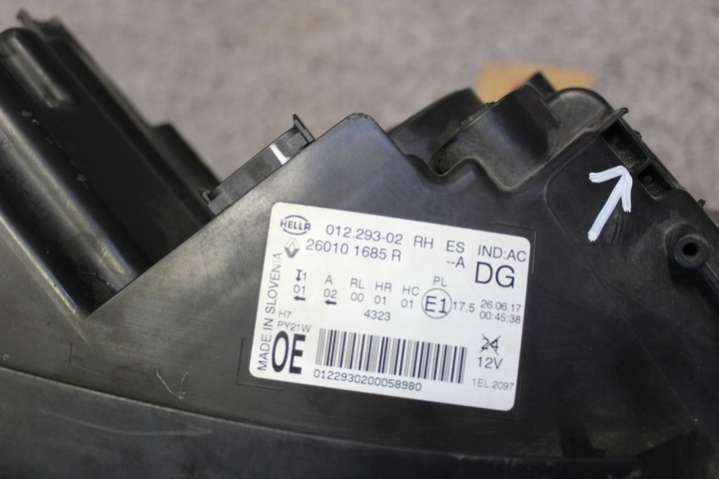 HELLA 012.293-02 RH ES IND:AC
26010 1685 R --A DG
MADE IN SLOVENIA
1 A RL HR HC PL
01 02 00 01 01 E1 17.5 26.06.17
00:45:38
4323
H7
PY21W
OE
24
12V
0122930200058980
1EL.2097